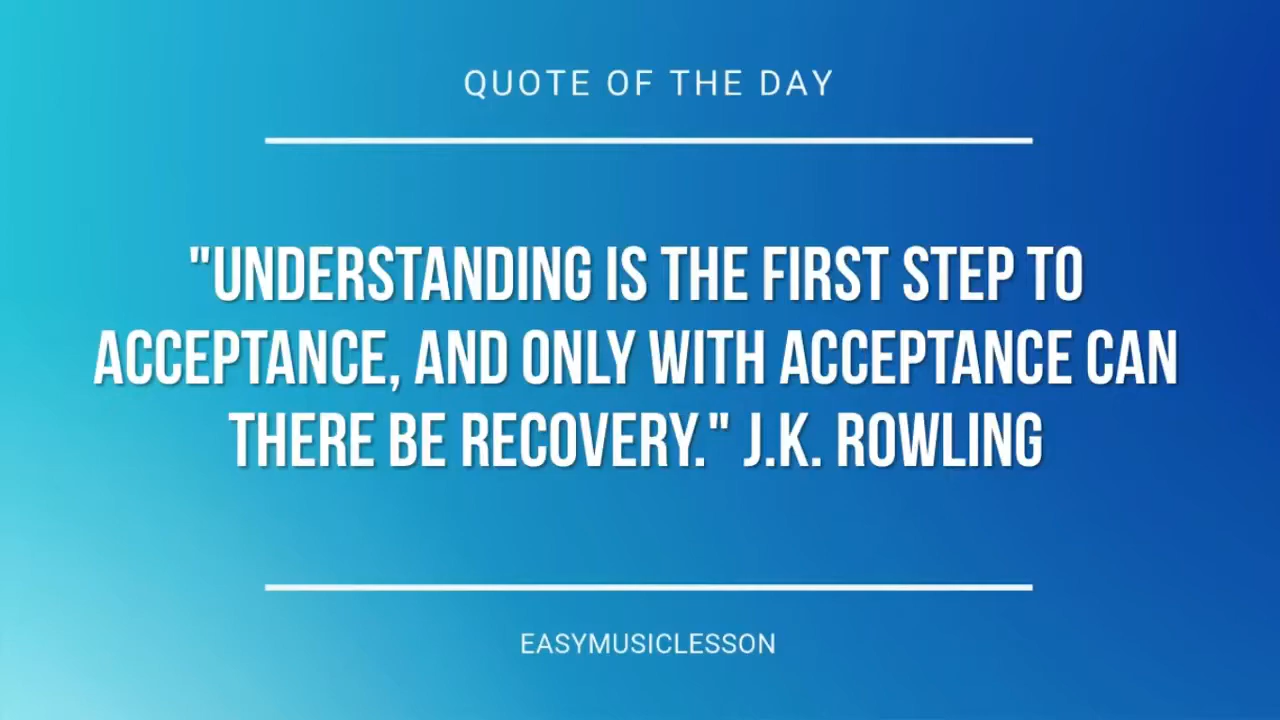 QUOTE OF THE DAY
"UNDERSTANDING IS THE FIRST STEP TO
ACCEPTANCE, AND ONLY WITH ACCEPTANCE CAN
THERE BE RECOVERY." J.K. ROWLING
EASYMUSICLESSON